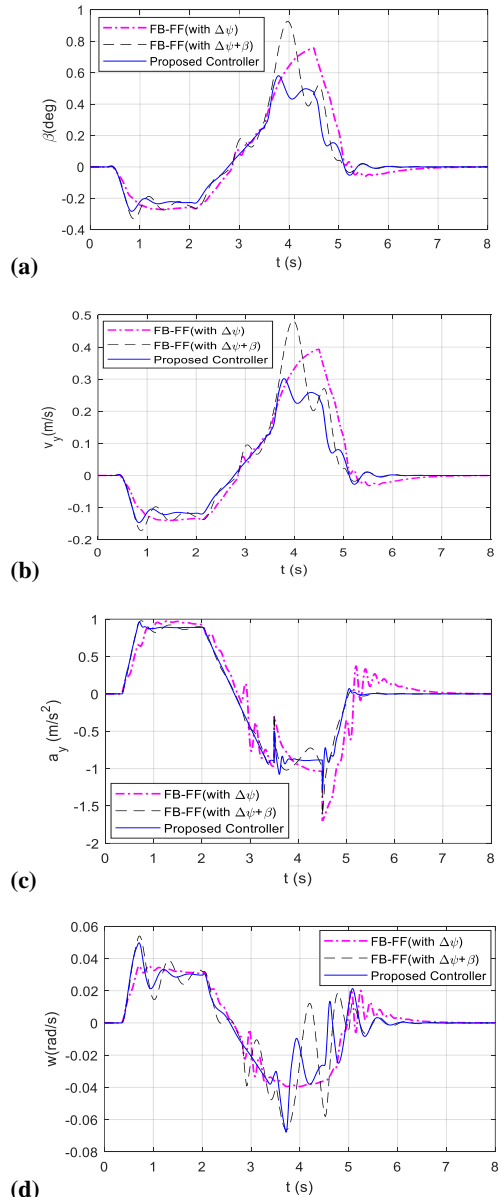 1
0.8
0.6
0.4
0.2
0
-0.2
-0.4
β(deg)
FB-FF(with Δψ)
FB-FF(with Δψ+β)
Proposed Controller
0 1 2 3 4 5 6 7 8
t (s)
(a)
0.5
0.4
0.3
0.2
0.1
0
-0.1
-0.2
v_y(m/s)
FB-FF(with Δψ)
FB-FF(with Δψ+β)
Proposed Controller
0 1 2 3 4 5 6 7 8
t (s)
(b)
1
0.5
0
-0.5
-1
-1.5
-2
a_y (m/s²)
FB-FF(with Δψ)
FB-FF(with Δψ+β)
Proposed Controller
0 1 2 3 4 5 6 7 8
t (s)
(c)
0.06
0.04
0.02
0
-0.02
-0.04
-0.06
-0.08
w(rad/s)
FB-FF(with Δψ)
FB-FF(with Δψ+β)
Proposed Controller
0 1 2 3 4 5 6 7 8
t (s)
(d)